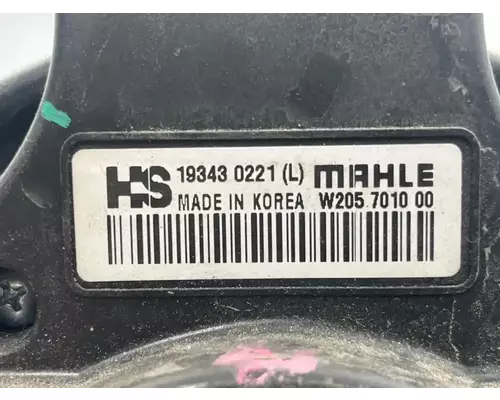 HS 19343 0221 (L) MAHLE
MADE IN KOREA W205.7010 00